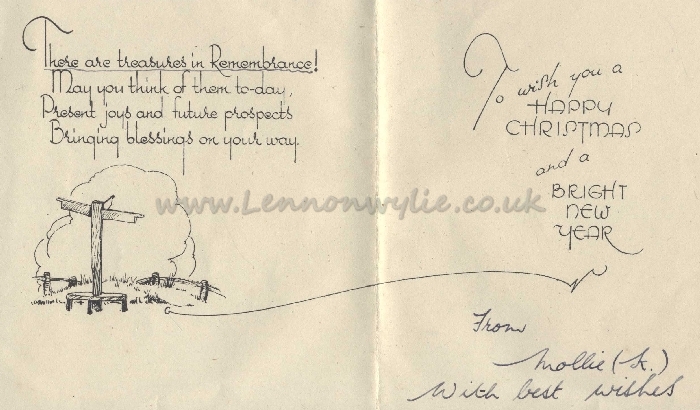 There are treasures in Remembrance!
May you think of them to-day,
Present joys and future prospects
Bringing blessings on your way.
www.Lennonwylie.co.uk
To wish you a
HAPPY
CHRISTMAS
and a
BRIGHT
NEW
YEAR
From
Mollie
With best wishes